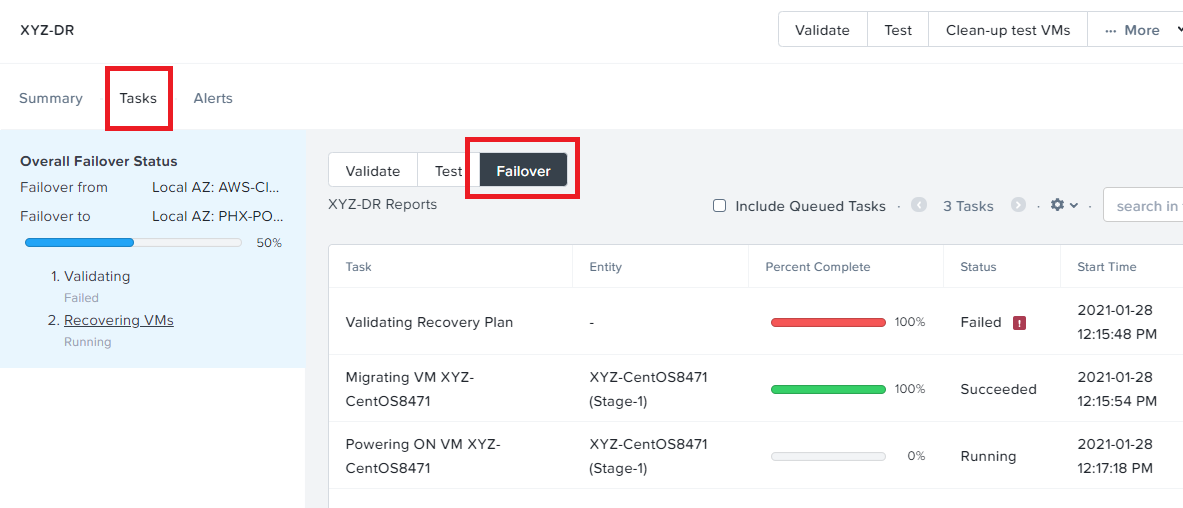 XYZ-DR
Validate
Test
Clean-up test VMs
··· More
Summary
Tasks
Alerts
Overall Failover Status
Failover from Local AZ: AWS-CI...
Failover to Local AZ: PHX-PO...
50%
1. Validating
Failed
2. Recovering VMs
Running
Validate
Test
Failover
XYZ-DR Reports
Include Queued Tasks
3 Tasks
search in
Task Entity Percent Complete Status Start Time
Validating Recovery Plan - 100% Failed ! 2021-01-28
12:15:48 PM
Migrating VM XYZ- XYZ-CentOS8471 100% Succeeded 2021-01-28
CentOS8471 (Stage-1) 12:15:54 PM
Powering ON VM XYZ- XYZ-CentOS8471 0% Running 2021-01-28
CentOS8471 (Stage-1) 12:17:18 PM